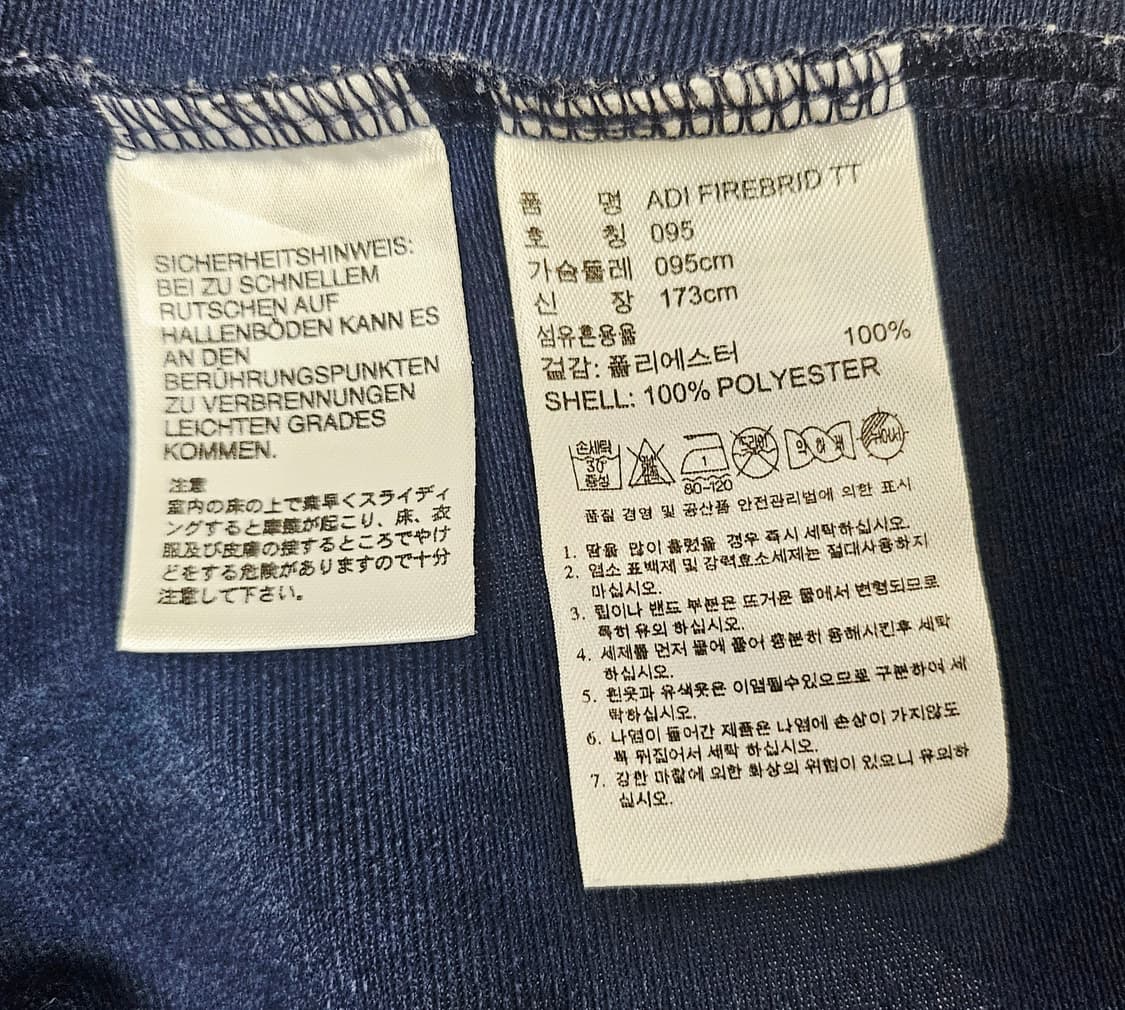 SICHERHEITSHINWEIS:
BEI ZU SCHNELLEM
RUTSCHEN AUF
HALLENBÖDEN KANN ES
AN DEN
BERÜHRUNGSPUNKTEN
ZU VERBRENNUNGEN
LEICHTEN GRADES
KOMMEN.
注意
室内の床の上で素早くスライディ
ングすると摩擦が起こり、床、衣
服及び皮膚の接するところでやけ
どをする危険がありますので十分
注意して下さい。
품 명 ADI FIREBRID TT
호 칭 095
가슴둘레 095cm
신 장 173cm
섬유혼용율
겉감: 폴리에스터 100%
SHELL: 100% POLYESTER
손세탁 30° 중성 80-120 드라이 약하게
품질 경영 및 공산품 안전관리법에 의한 표시
1. 땀을 많이 흘렸을 경우 즉시 세탁하십시오.
2. 염소 표백제 및 강력효소세제는 절대사용하지
마십시오.
3. 립이나 밴드 부분은 뜨거운 물에서 변형되므로
특히 유의 하십시오.
4. 세제를 먼저 물에 풀어 충분히 용해시킨후 세탁
하십시오.
5. 흰옷과 유색옷은 이염될수있으므로 구분하여 세
탁하십시오.
6. 나염이 들어간 제품은 나염에 손상이 가지않도
록 뒤집어서 세탁 하십시오.
7. 강한 마찰에 의한 화상의 위험이 있으니 유의하
십시오.